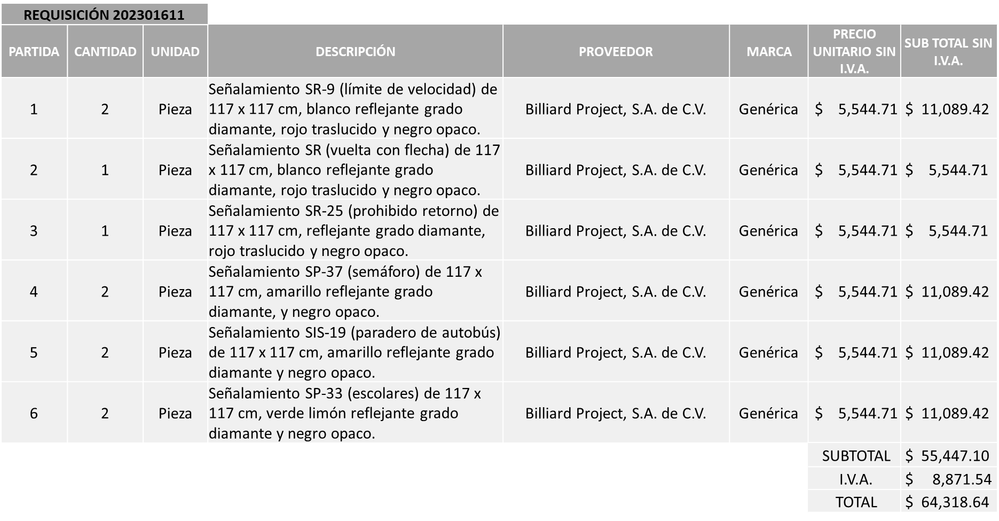 REQUISICIÓN 202301611
PARTIDA CANTIDAD UNIDAD DESCRIPCIÓN PROVEEDOR MARCA PRECIO UNITARIO SIN I.V.A. SUB TOTAL SIN I.V.A.
Señalamiento SR-9 (límite de velocidad) de
1 2 Pieza 117 x 117 cm, blanco reflejante grado Billiard Project, S.A. de C.V. Genérica $ 5,544.71 $ 11,089.42
diamante, rojo traslucido y negro opaco.
Señalamiento SR (vuelta con flecha) de 117
2 1 Pieza x 117 cm, blanco reflejante grado Billiard Project, S.A. de C.V. Genérica $ 5,544.71 $ 5,544.71
diamante, rojo traslucido y negro opaco.
Señalamiento SR-25 (prohibido retorno) de
3 1 Pieza 117 x 117 cm, reflejante grado diamante, Billiard Project, S.A. de C.V. Genérica $ 5,544.71 $ 5,544.71
rojo traslucido y negro opaco.
Señalamiento SP-37 (semáforo) de 117 x
4 2 Pieza 117 cm, amarillo reflejante grado Billiard Project, S.A. de C.V. Genérica $ 5,544.71 $ 11,089.42
diamante, y negro opaco.
Señalamiento SIS-19 (paradero de autobús)
5 2 Pieza de 117 x 117 cm, amarillo reflejante grado Billiard Project, S.A. de C.V. Genérica $ 5,544.71 $ 11,089.42
diamante y negro opaco.
Señalamiento SP-33 (escolares) de 117 x
6 2 Pieza 117 cm, verde limón reflejante grado Billiard Project, S.A. de C.V. Genérica $ 5,544.71 $ 11,089.42
diamante y negro opaco.
SUBTOTAL $ 55,447.10
I.V.A. $ 8,871.54
TOTAL $ 64,318.64